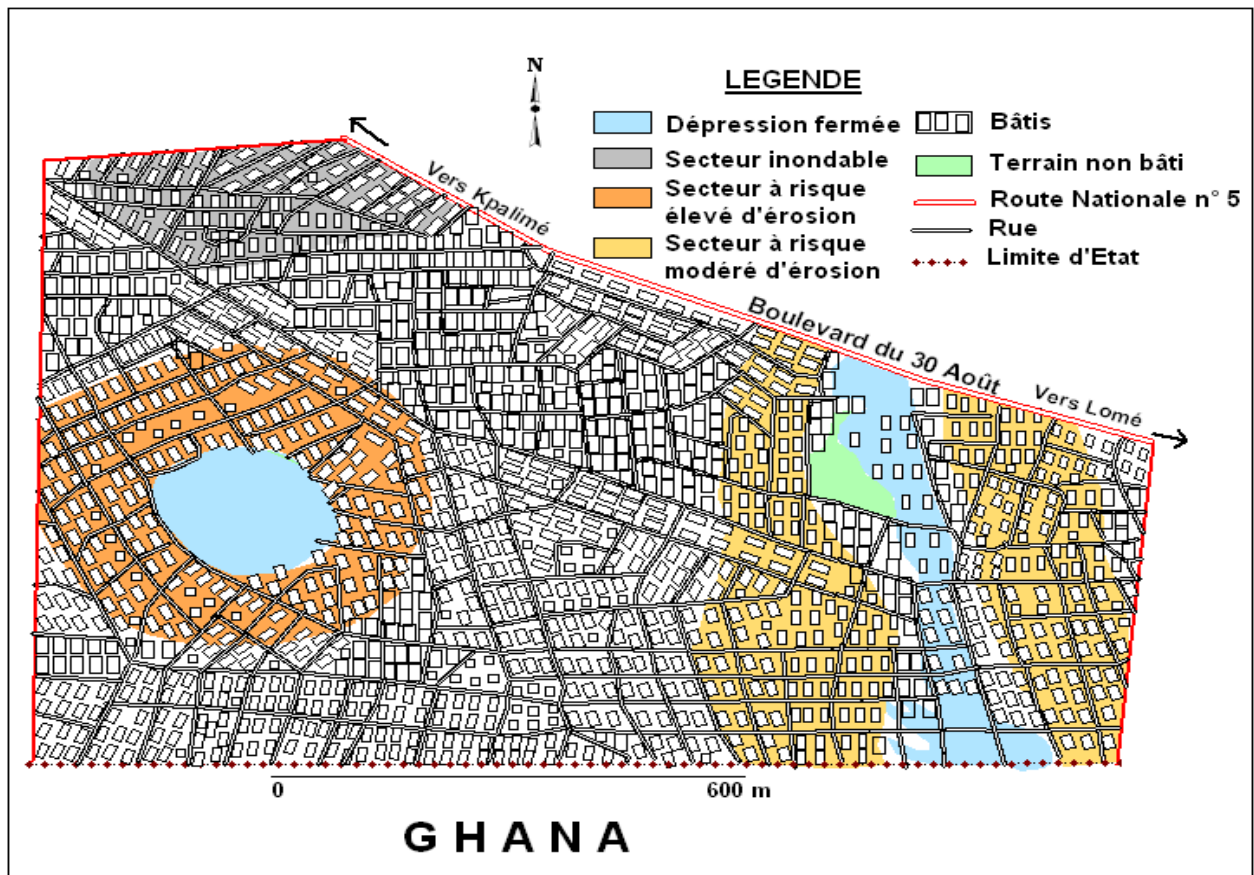 N
LEGENDE
Dépression fermée
Secteur inondable
Secteur à risque
élevé d'érosion
Secteur à risque
modéré d'érosion
Bâtis
Terrain non bâti
Route Nationale n° 5
Rue
Limite d'Etat
Vers Kpalimé
Boulevard du 30 Août
Vers Lomé
0
600 m
GHANA